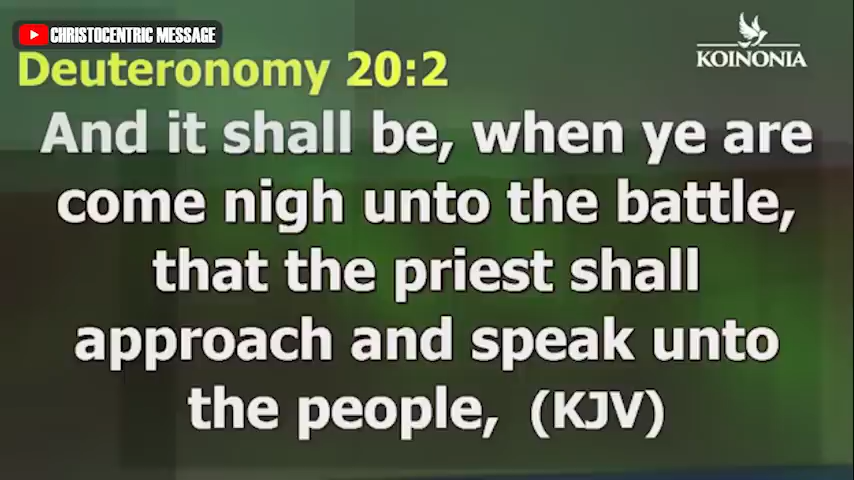 CHRISTOCENTRIC MESSAGE
KOINONIA
Deuteronomy 20:2
And it shall be, when ye are
come nigh unto the battle,
that the priest shall
approach and speak unto
the people, (KJV)